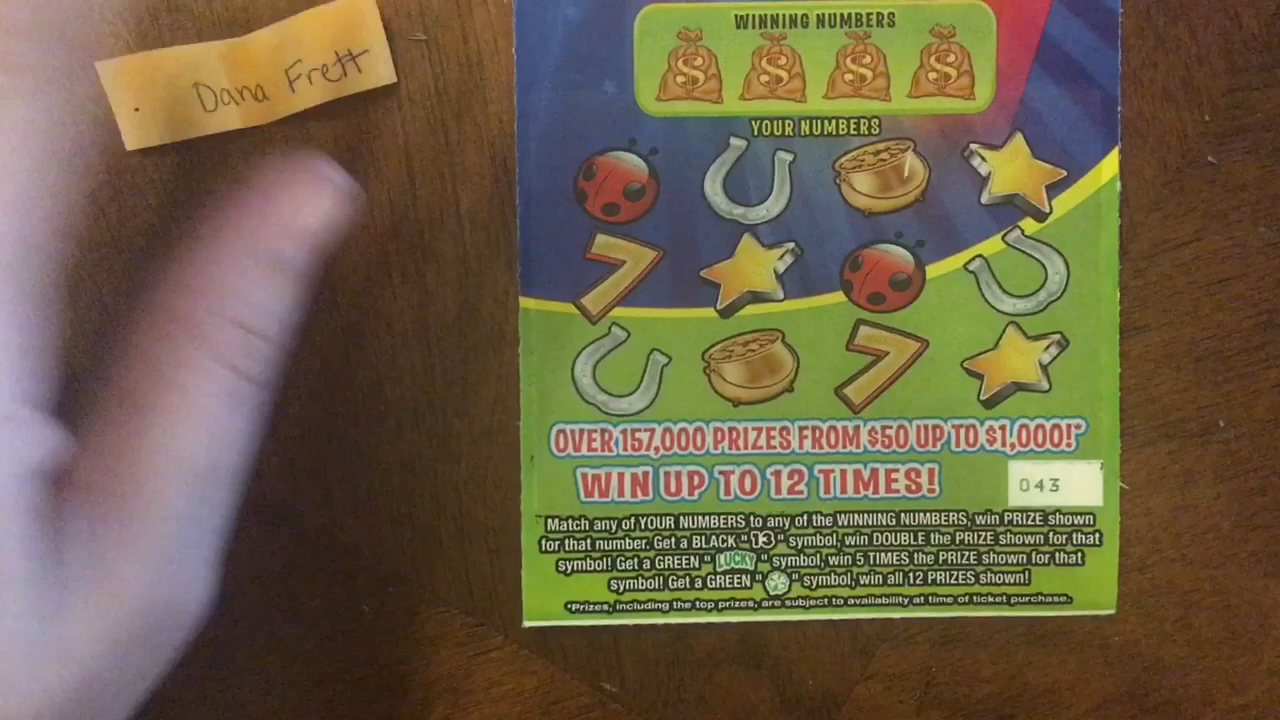 Dana Frett
WINNING NUMBERS
$ $ $ $
YOUR NUMBERS
7
7
OVER 157,000 PRIZES FROM $50 UP TO $1,000!*
WIN UP TO 12 TIMES!
043
Match any of YOUR NUMBERS to any of the WINNING NUMBERS, win PRIZE shown
for that number. Get a BLACK "13" symbol, win DOUBLE the PRIZE shown for that
symbol! Get a GREEN "LUCKY" symbol, win 5 TIMES the PRIZE shown for that
symbol! Get a GREEN " " symbol, win all 12 PRIZES shown!
*Prizes, including the top prizes, are subject to availability at time of ticket purchase.